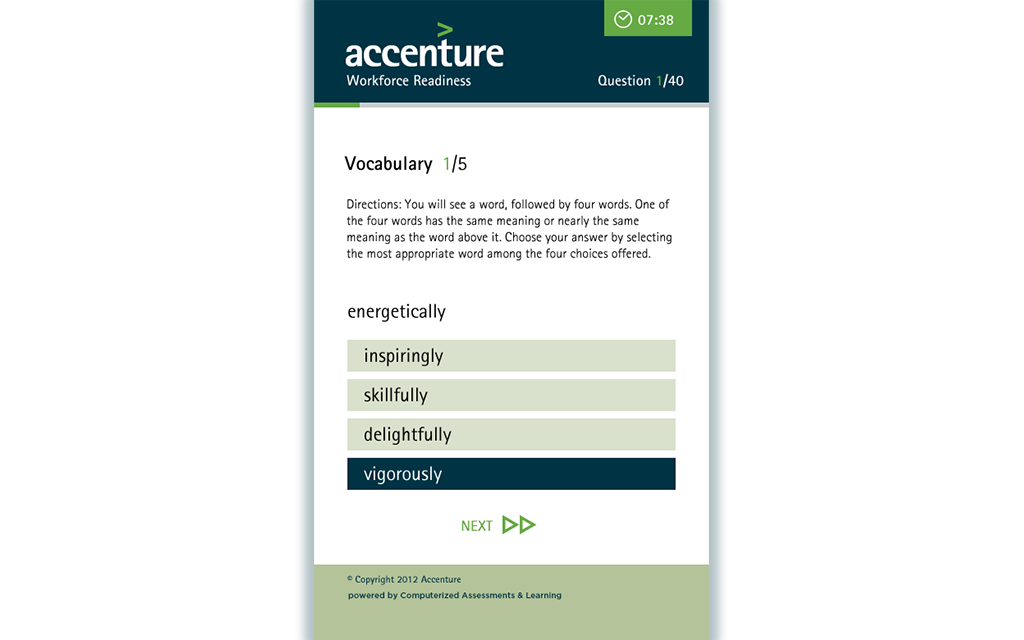 07:38
>
accenture
Workforce Readiness
Question 1/40
Vocabulary 1/5
Directions: You will see a word, followed by four words. One of
the four words has the same meaning or nearly the same
meaning as the word above it. Choose your answer by selecting
the most appropriate word among the four choices offered.
energetically
inspiringly
skillfully
delightfully
vigorously
NEXT
© Copyright 2012 Accenture
powered by Computerized Assessments & Learning